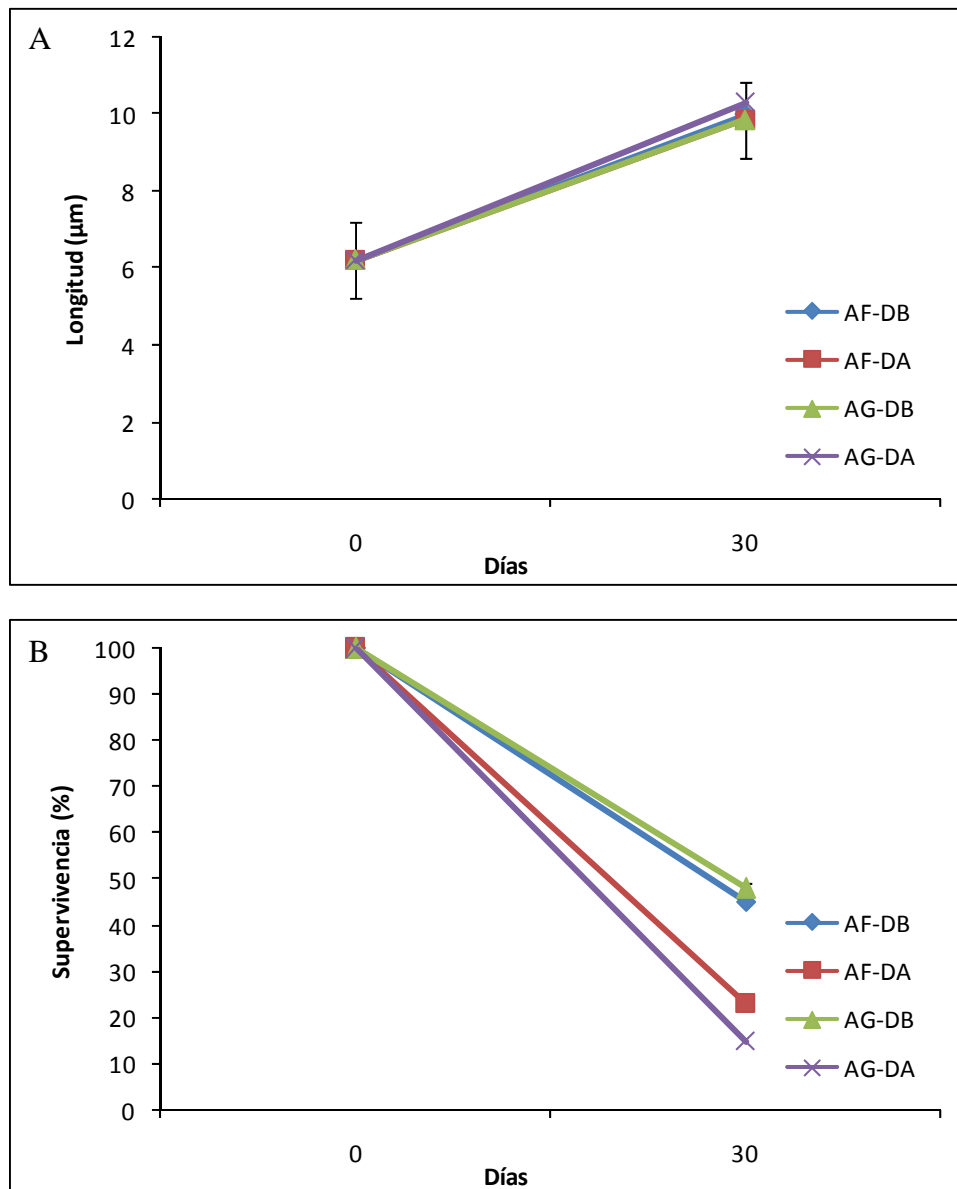 A
12
10
8
6
4
2
0
Longitud (μm)
0
30
Días
AF-DB
AF-DA
AG-DB
AG-DA
B
100
90
80
70
60
50
40
30
20
10
0
Supervivencia (%)
0
30
Días
AF-DB
AF-DA
AG-DB
AG-DA